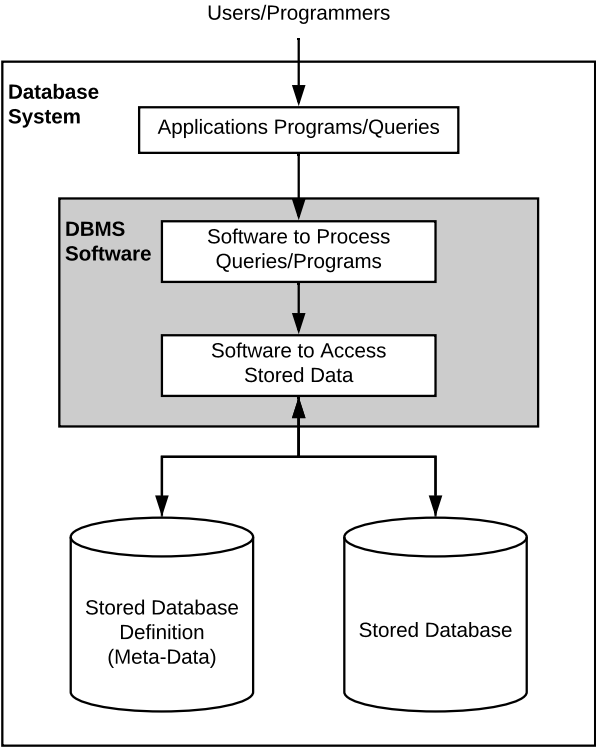 Users/Programmers
Database
System
Applications Programs/Queries
DBMS
Software
Software to Process
Queries/Programs
Software to Access
Stored Data
Stored Database
Definition
(Meta-Data)
Stored Database